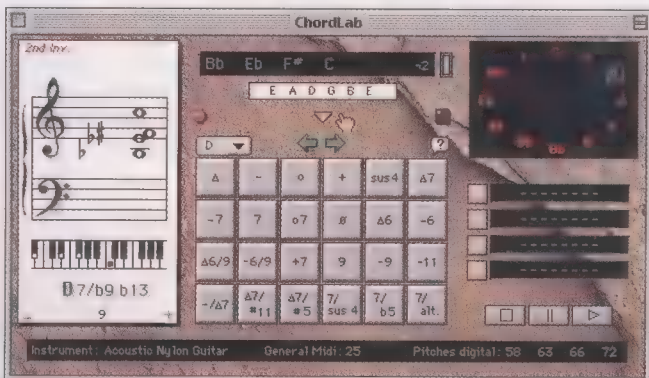 ChordLab
2nd Inv.
Bb Eb F# C -2
E A D G B E
D
?
Δ - o + sus4 Δ7
-7 7 o7 ø Δ6 -6
Δ6/9 -6/9 +7 9 -9 -11
-/Δ7 Δ7/#11 Δ7/#5 7/sus 4 7/b5 7/alt.
D7/b9 b13
- 9 +
Instrument: Acoustic Nylon Guitar General Midi: 25 Pitches digital: 58 63 66 72